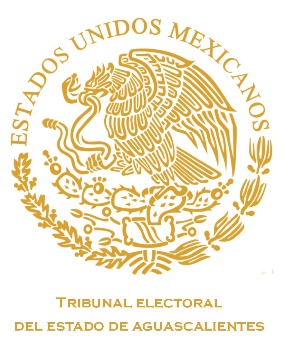 ESTADOS UNIDOS MEXICANOS
TRIBUNAL ELECTORAL
DEL ESTADO DE AGUASCALIENTES